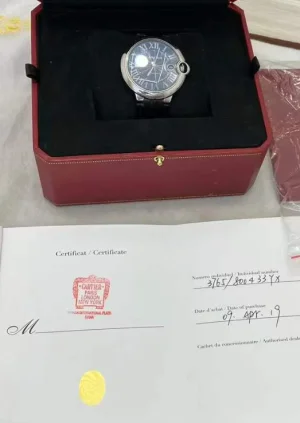 Certificat / Certificate
Numéro individuel / Individual number
3765/800433YX
CARTIER
PARIS
LONDON
NEW YORK
Date d'achat / Date of purchase
09. apr. 19
M
Cachet du concessionnaire / Authorized